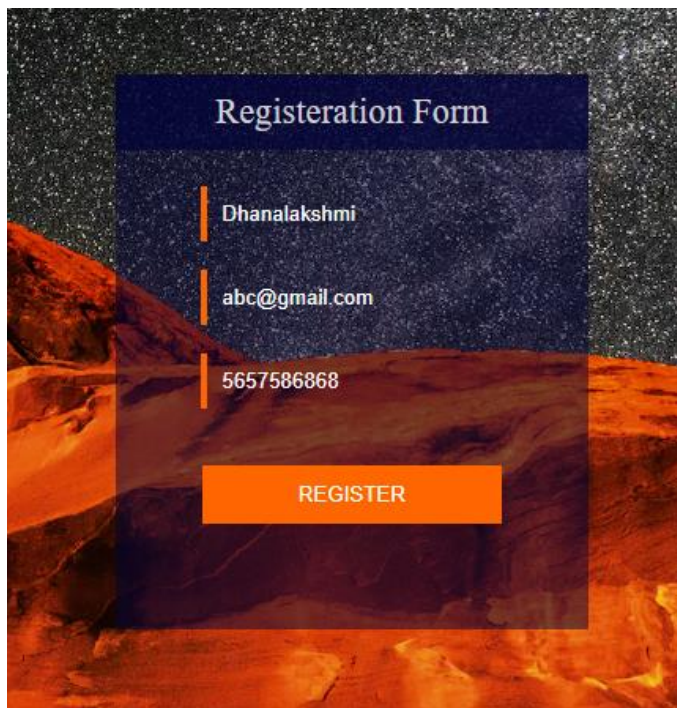 Registeration Form
Dhanalakshmi
abc@gmail.com
5657586868
REGISTER